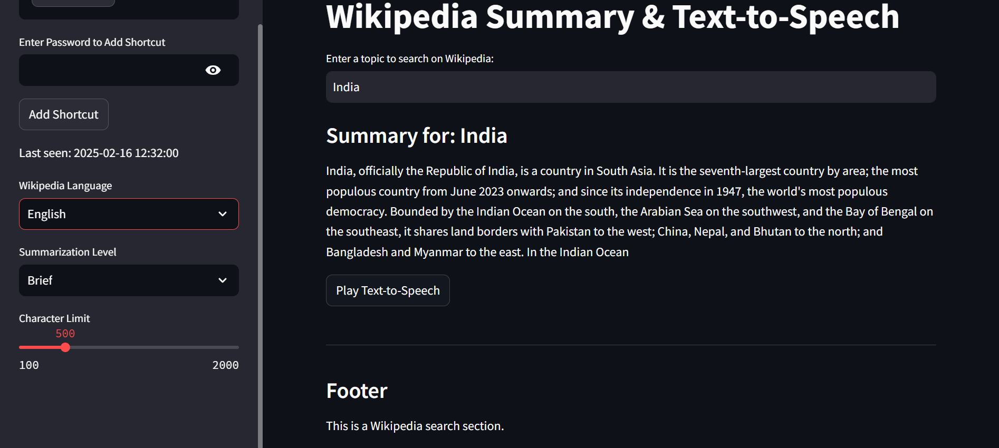 Enter Password to Add Shortcut
Add Shortcut
Last seen: 2025-02-16 12:32:00
Wikipedia Language
English
Summarization Level
Brief
Character Limit
500
100
2000
Wikipedia Summary & Text-to-Speech
Enter a topic to search on Wikipedia:
India
Summary for: India
India, officially the Republic of India, is a country in South Asia. It is the seventh-largest country by area; the most
populous country from June 2023 onwards; and since its independence in 1947, the world's most populous
democracy. Bounded by the Indian Ocean on the south, the Arabian Sea on the southwest, and the Bay of Bengal on
the southeast, it shares land borders with Pakistan to the west; China, Nepal, and Bhutan to the north; and
Bangladesh and Myanmar to the east. In the Indian Ocean
Play Text-to-Speech
Footer
This is a Wikipedia search section.